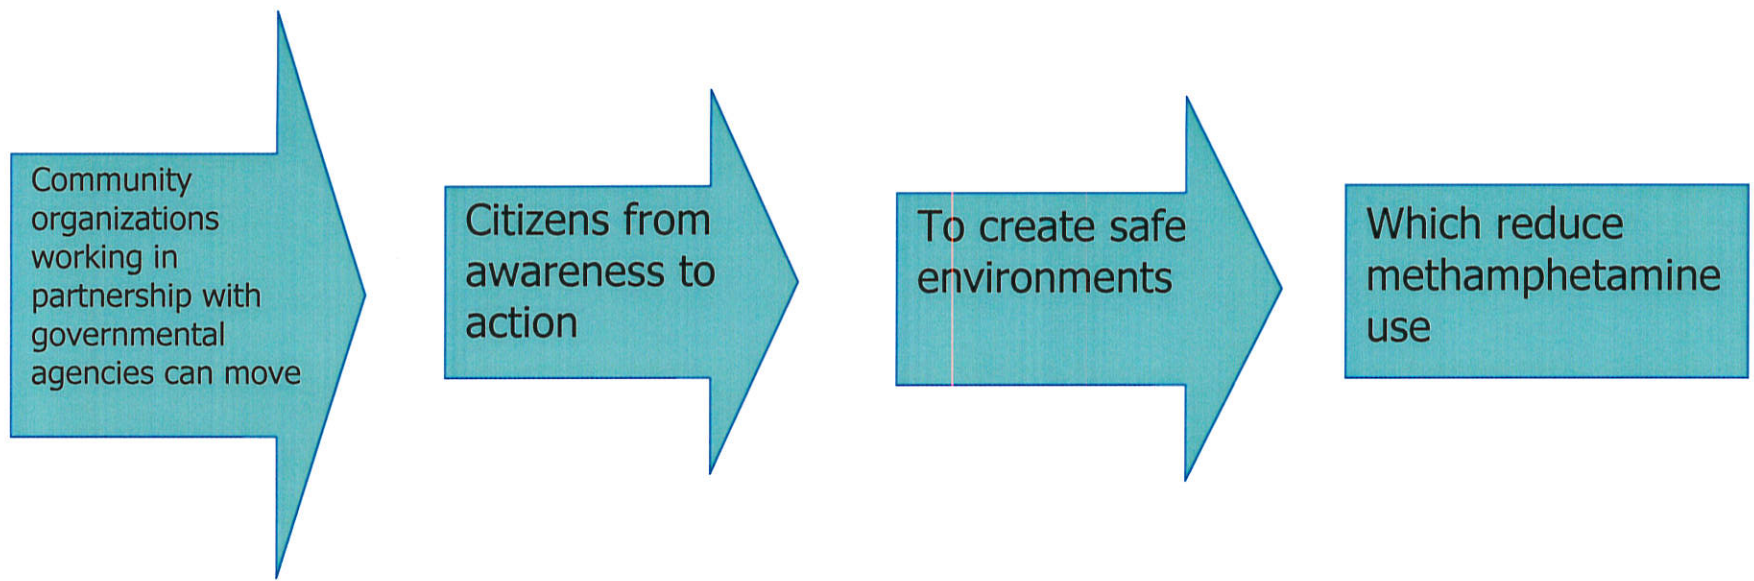 Community
organizations
working in
partnership with
governmental
agencies can move
Citizens from
awareness to
action
To create safe
environments
Which reduce
methamphetamine
use